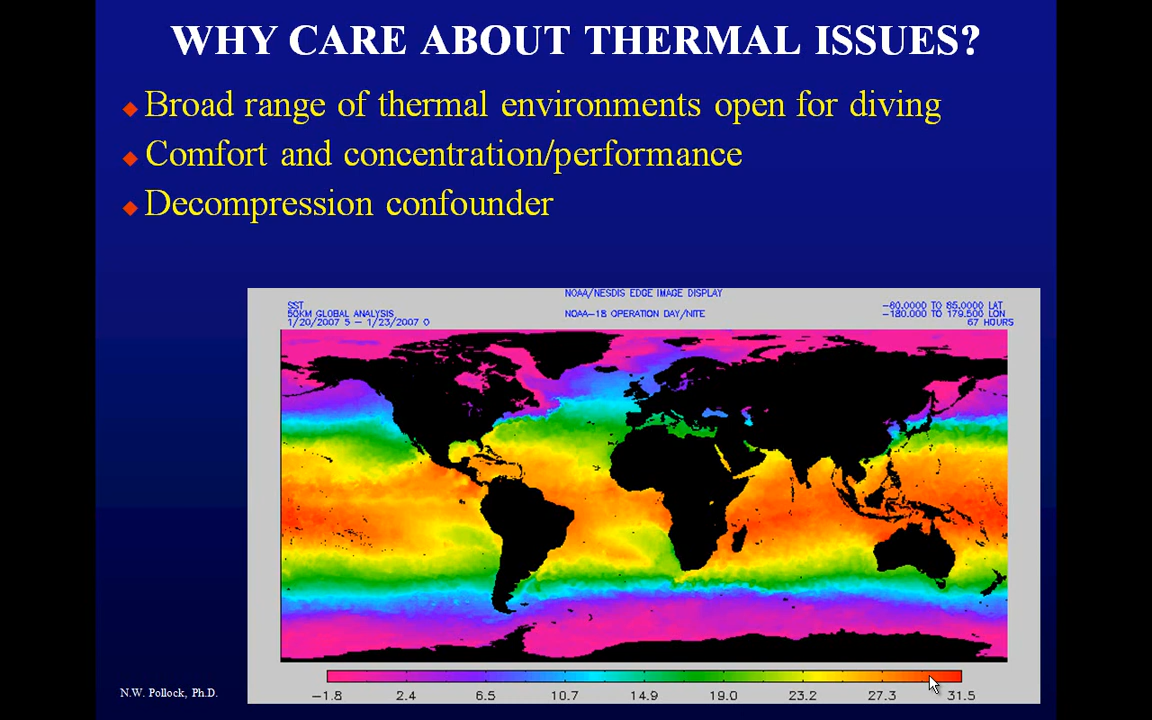 WHY CARE ABOUT THERMAL ISSUES?
Broad range of thermal environments open for diving
Comfort and concentration/performance
Decompression confounder
NOAA/NESDIS EDGE IMAGE DISPLAY
SST
50KM GLOBAL ANALYSIS
1/20/2007 5 – 1/23/2007 0
NOAA-18 OPERATION DAY/NITE
-80.0000 TO 85.0000 LAT
-180.000 TO 179.500 LON
67 HOURS
-1.8 2.4 6.5 10.7 14.9 19.0 23.2 27.3 31.5
N.W. Pollock, Ph.D.